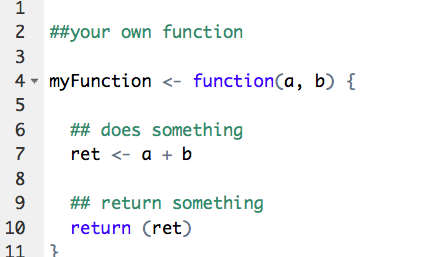 1
2 ##your own function
3
4 myFunction <- function(a, b) {
5
6 ## does something
7 ret <- a + b
8
9 ## return something
10 return (ret)
11 }